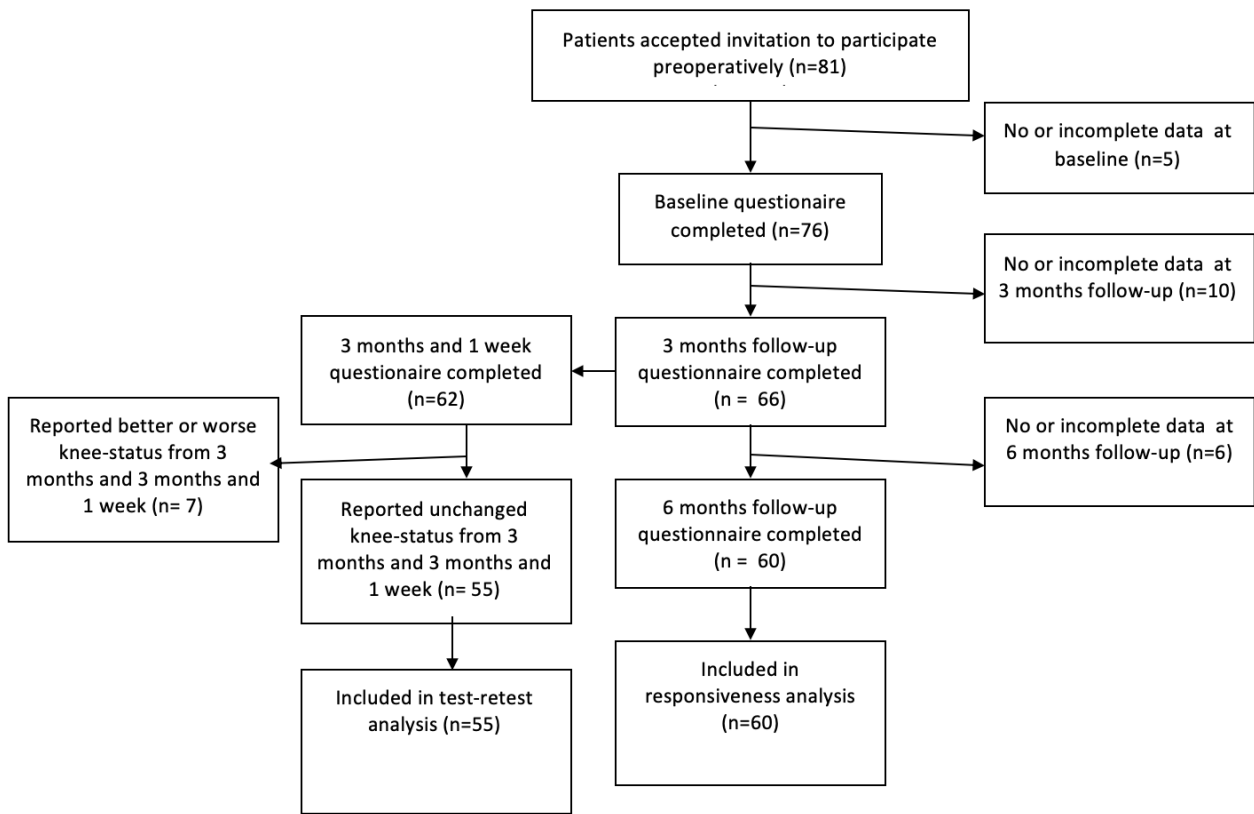 Patients accepted invitation to participate
preoperatively (n=81)
No or incomplete data at
baseline (n=5)
Baseline questionaire
completed (n=76)
No or incomplete data at
3 months follow-up (n=10)
3 months and 1 week
questionaire completed
(n=62)
3 months follow-up
questionnaire completed
(n = 66)
Reported better or worse
knee-status from 3
months and 3 months and
1 week (n= 7)
No or incomplete data at
6 months follow-up (n=6)
Reported unchanged
knee-status from 3
months and 3 months and
1 week (n= 55)
6 months follow-up
questionnaire completed
(n = 60)
Included in test-retest
analysis (n=55)
Included in
responsiveness analysis
(n=60)